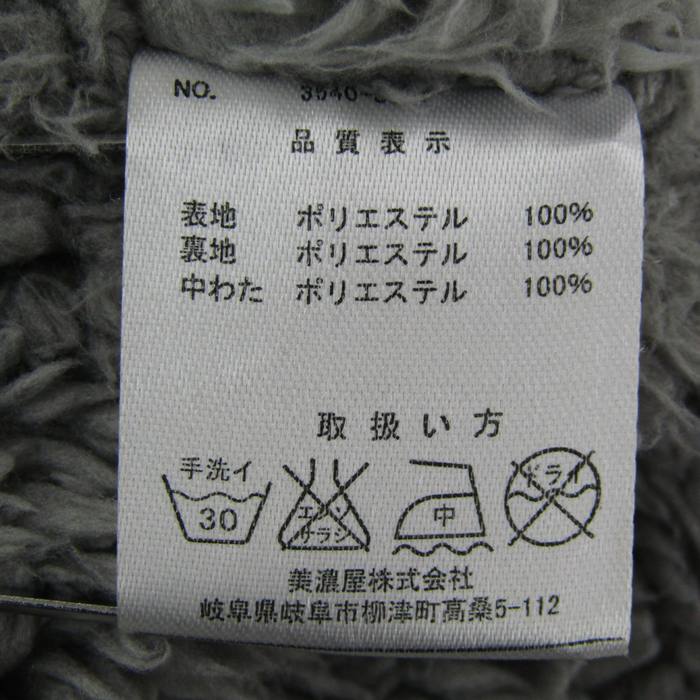 NO.
品質表示
表地 ポリエステル 100%
裏地 ポリエステル 100%
中わた ポリエステル 100%
取扱い方
手洗イ
30
エンソ
サラシ
中
ドライ
美濃屋株式会社
岐阜県岐阜市柳津町高桑5-112